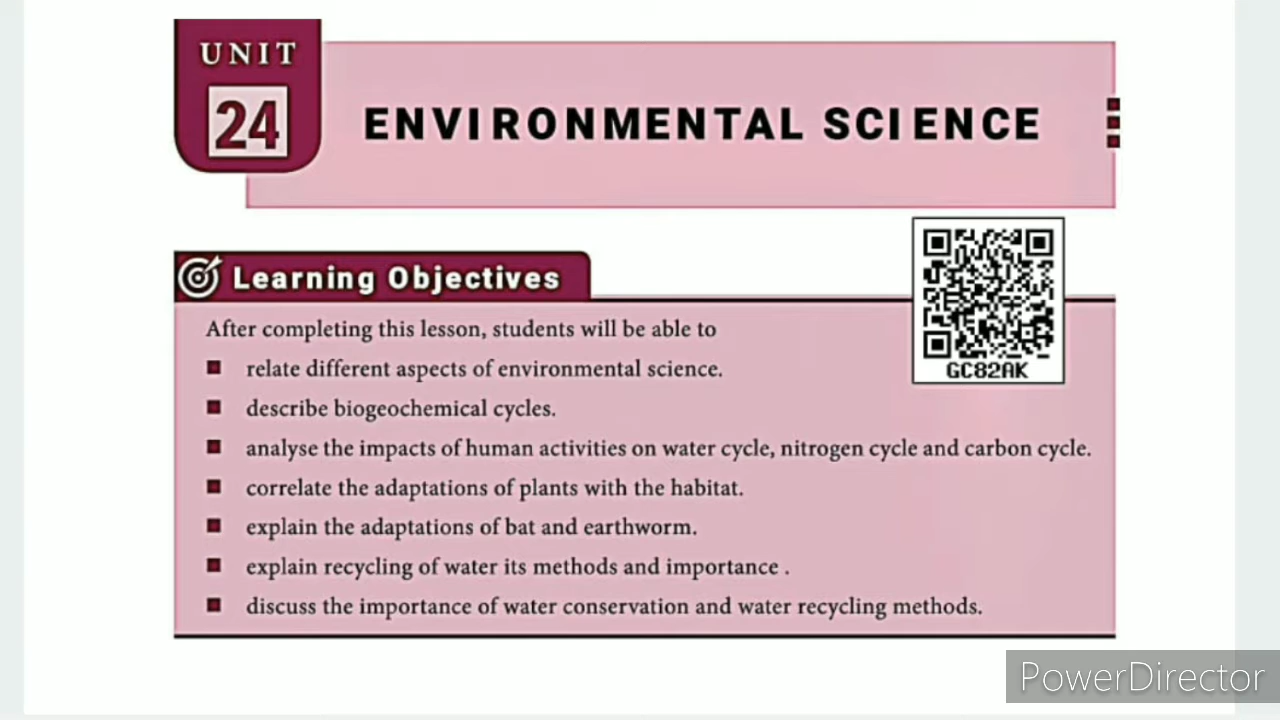 UNIT
24
ENVIRONMENTAL SCIENCE
GC82AK
Learning Objectives
After completing this lesson, students will be able to
relate different aspects of environmental science.
describe biogeochemical cycles.
analyse the impacts of human activities on water cycle, nitrogen cycle and carbon cycle.
correlate the adaptations of plants with the habitat.
explain the adaptations of bat and earthworm.
explain recycling of water its methods and importance .
discuss the importance of water conservation and water recycling methods.
PowerDirector